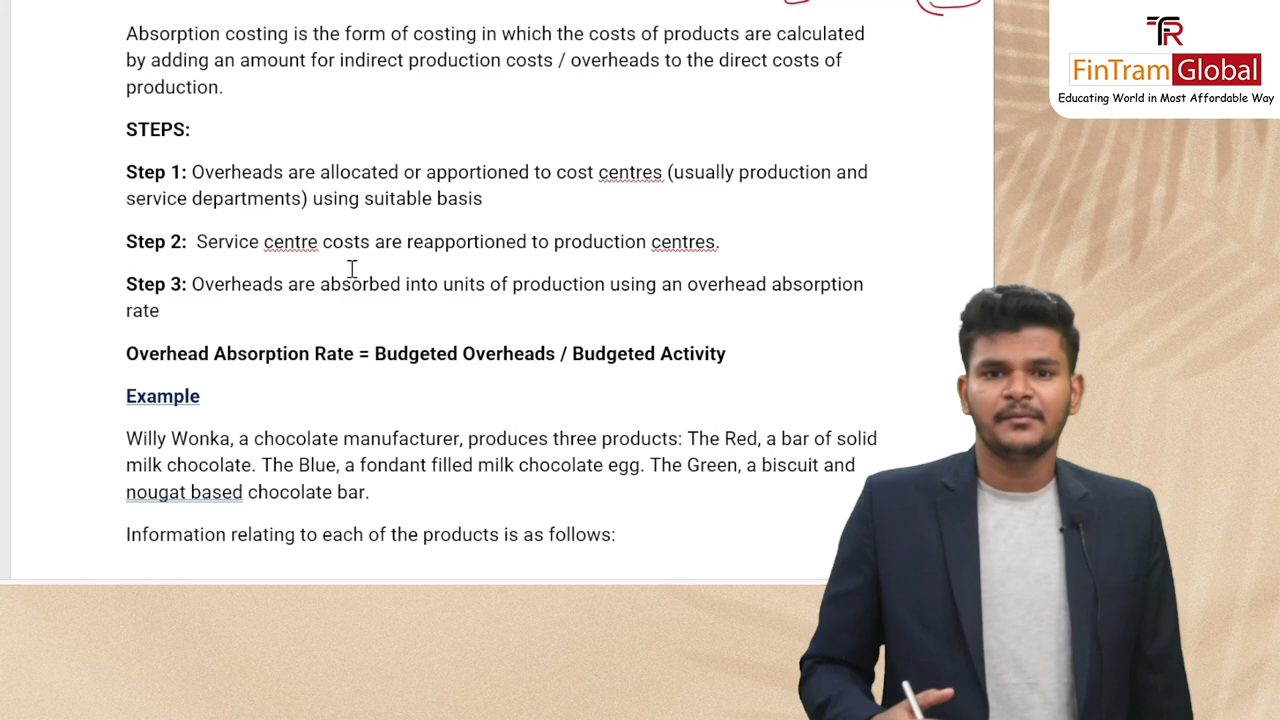 Absorption costing is the form of costing in which the costs of products are calculated
by adding an amount for indirect production costs / overheads to the direct costs of
production.
STEPS:
Step 1: Overheads are allocated or apportioned to cost centres (usually production and
service departments) using suitable basis
Step 2:  Service centre costs are reapportioned to production centres.
Step 3: Overheads are absorbed into units of production using an overhead absorption
rate
Overhead Absorption Rate = Budgeted Overheads / Budgeted Activity
Example
Willy Wonka, a chocolate manufacturer, produces three products: The Red, a bar of solid
milk chocolate. The Blue, a fondant filled milk chocolate egg. The Green, a biscuit and
nougat based chocolate bar.
Information relating to each of the products is as follows:
FinTram Global
Educating World in Most Affordable Way